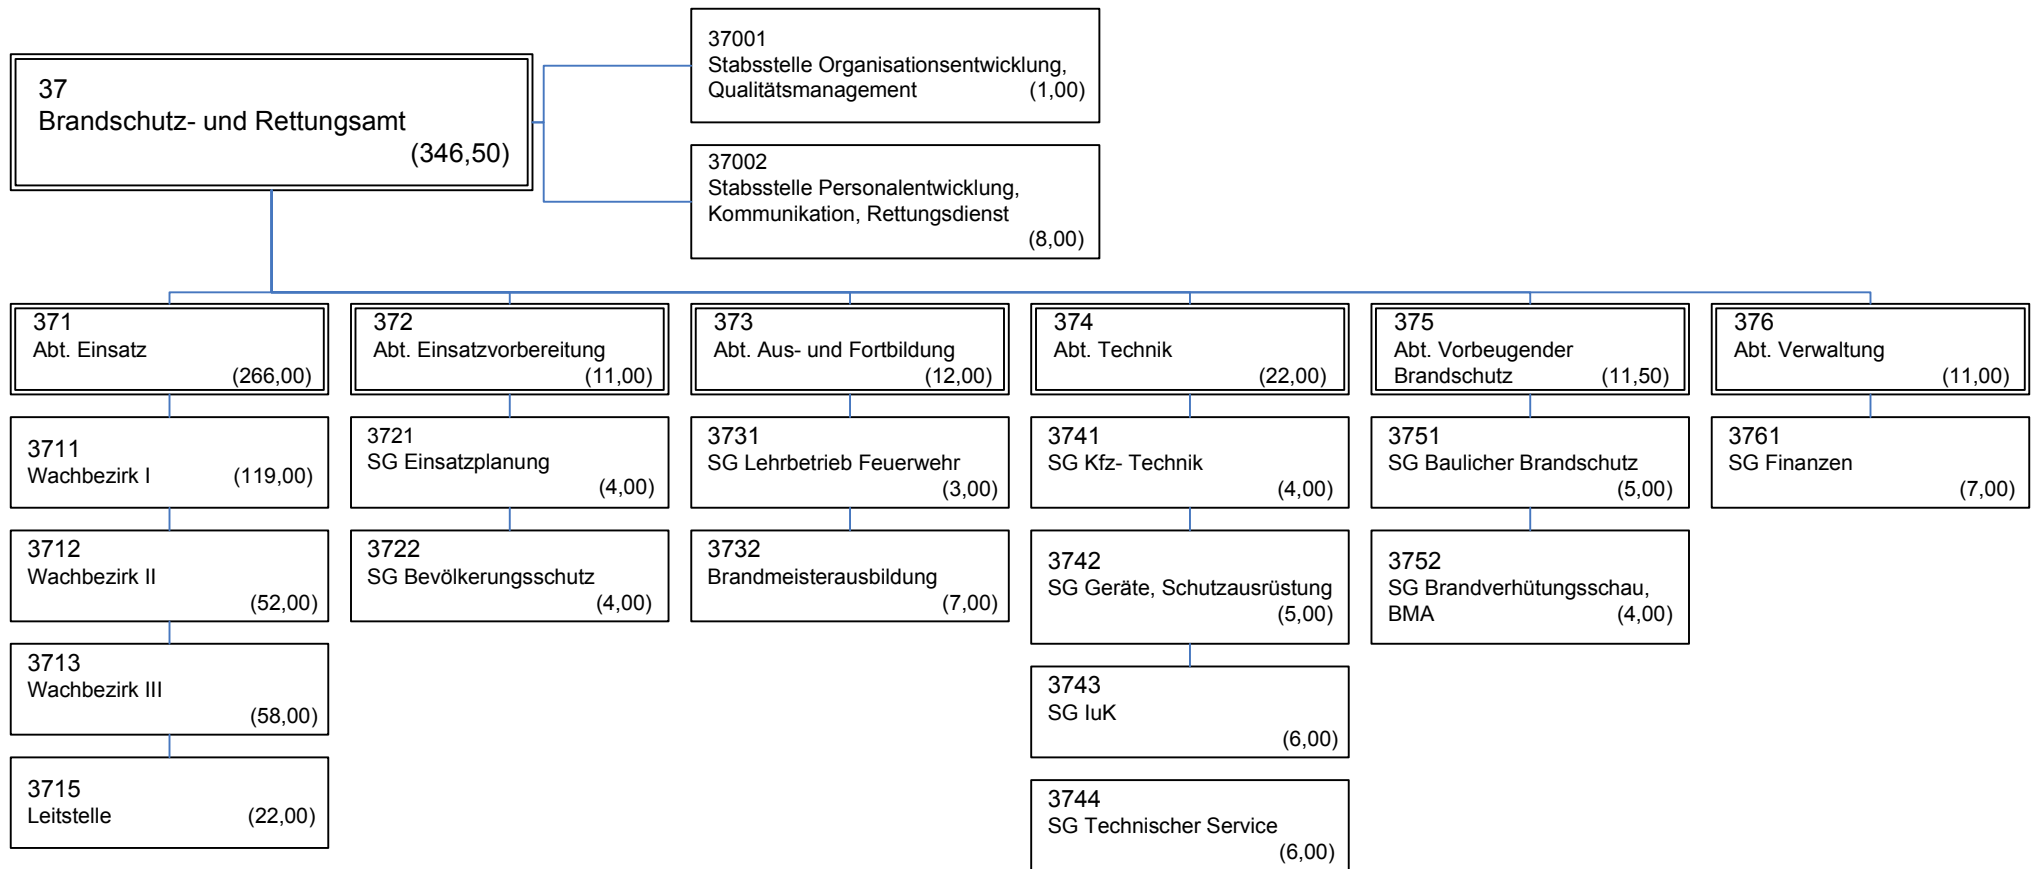 37
Brandschutz- und Rettungsamt
(346,50)
37001
Stabsstelle Organisationsentwicklung,
Qualitätsmanagement (1,00)
37002
Stabsstelle Personalentwicklung,
Kommunikation, Rettungsdienst
(8,00)
371
Abt. Einsatz
(266,00)
372
Abt. Einsatzvorbereitung
(11,00)
373
Abt. Aus- und Fortbildung
(12,00)
374
Abt. Technik
(22,00)
375
Abt. Vorbeugender
Brandschutz (11,50)
376
Abt. Verwaltung
(11,00)
3711
Wachbezirk I (119,00)
3721
SG Einsatzplanung
(4,00)
3731
SG Lehrbetrieb Feuerwehr
(3,00)
3741
SG Kfz- Technik
(4,00)
3751
SG Baulicher Brandschutz
(5,00)
3761
SG Finanzen
(7,00)
3712
Wachbezirk II
(52,00)
3722
SG Bevölkerungsschutz
(4,00)
3732
Brandmeisterausbildung
(7,00)
3742
SG Geräte, Schutzausrüstung
(5,00)
3752
SG Brandverhütungsschau,
BMA (4,00)
3713
Wachbezirk III
(58,00)
3743
SG IuK
(6,00)
3715
Leitstelle (22,00)
3744
SG Technischer Service
(6,00)